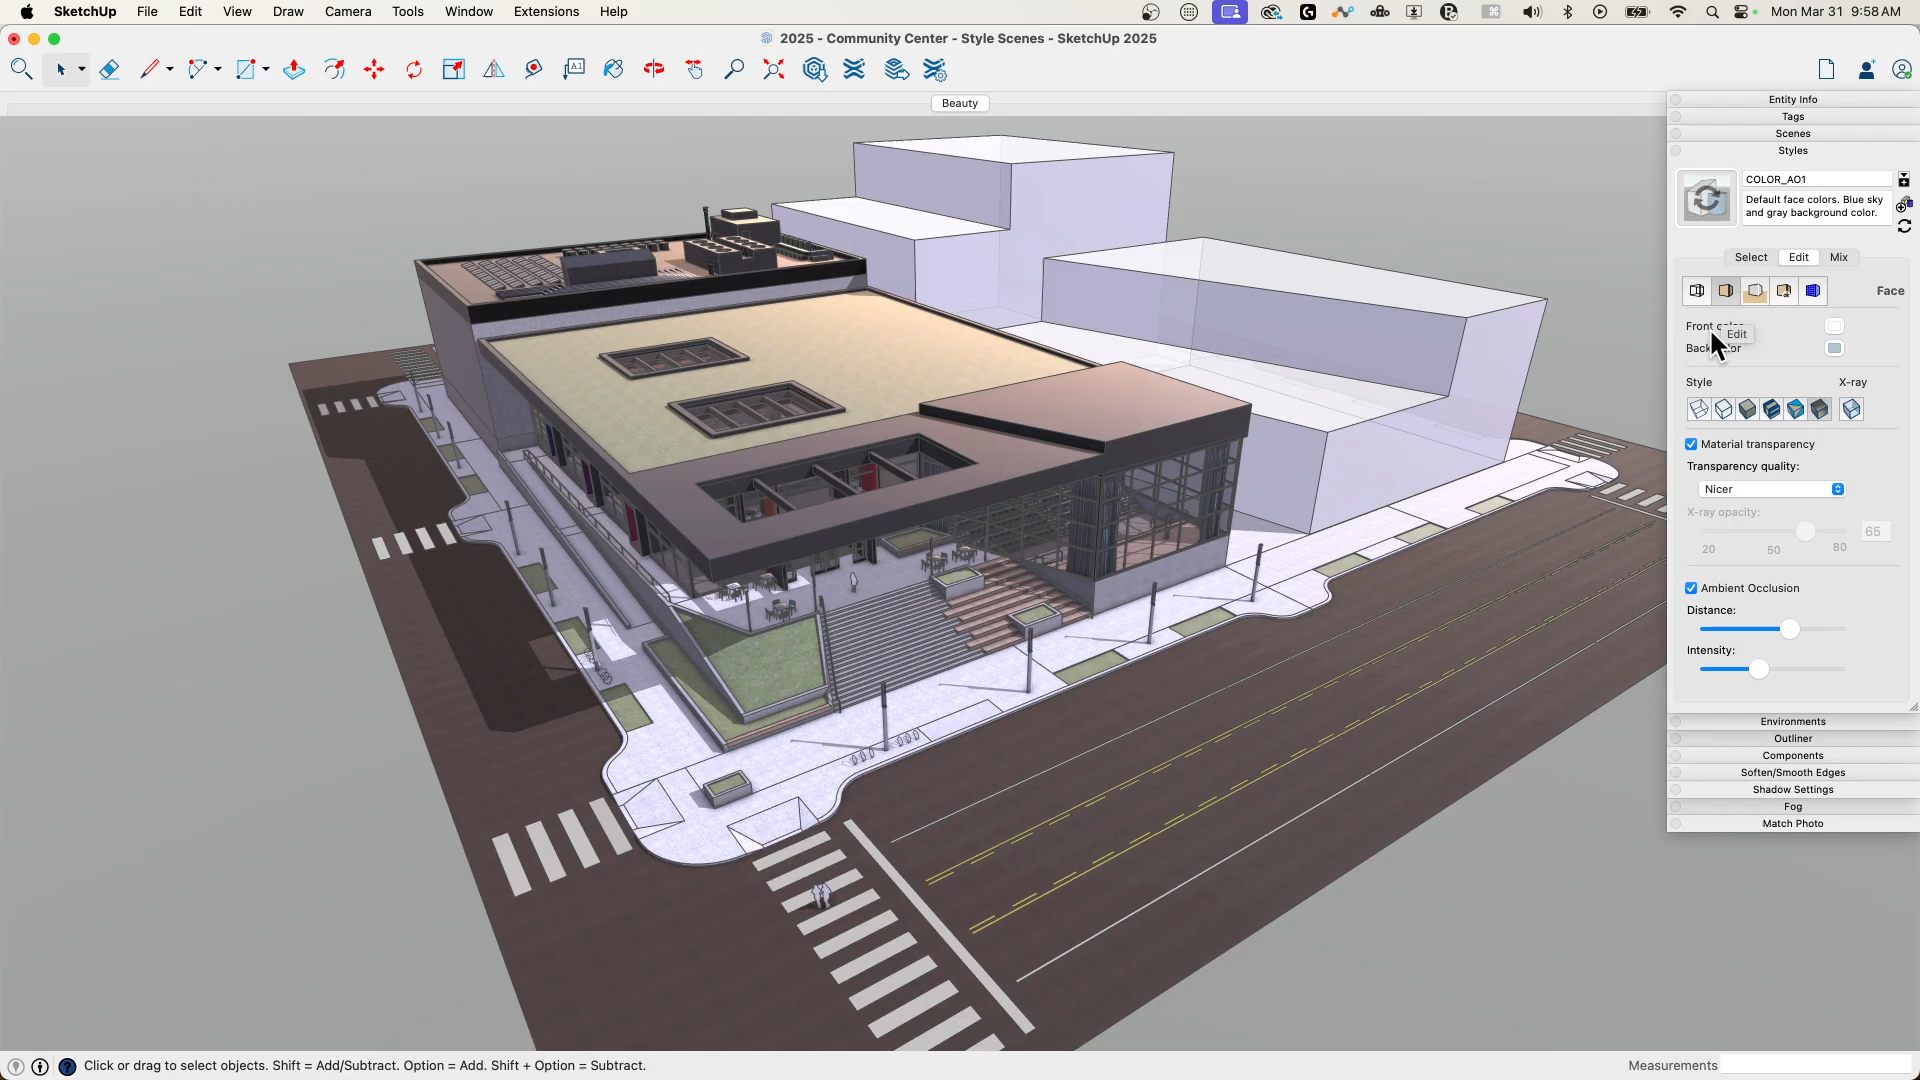 SketchUp File Edit View Draw Camera Tools Window Extensions Help
Mon Mar 31 9:58 AM
2025 - Community Center - Style Scenes - SketchUp 2025
A1
Beauty
Entity Info
Tags
Scenes
Styles
COLOR_AO1
Default face colors. Blue sky
and gray background color.
Select Edit Mix
Face
Front
Edit
Back
Style X-ray
Material transparency
Transparency quality:
Nicer
X-ray opacity:
65
20 50 80
Ambient Occlusion
Distance:
Intensity:
Environments
Outliner
Components
Soften/Smooth Edges
Shadow Settings
Fog
Match Photo
Click or drag to select objects. Shift = Add/Subtract. Option = Add. Shift + Option = Subtract.
Measurements